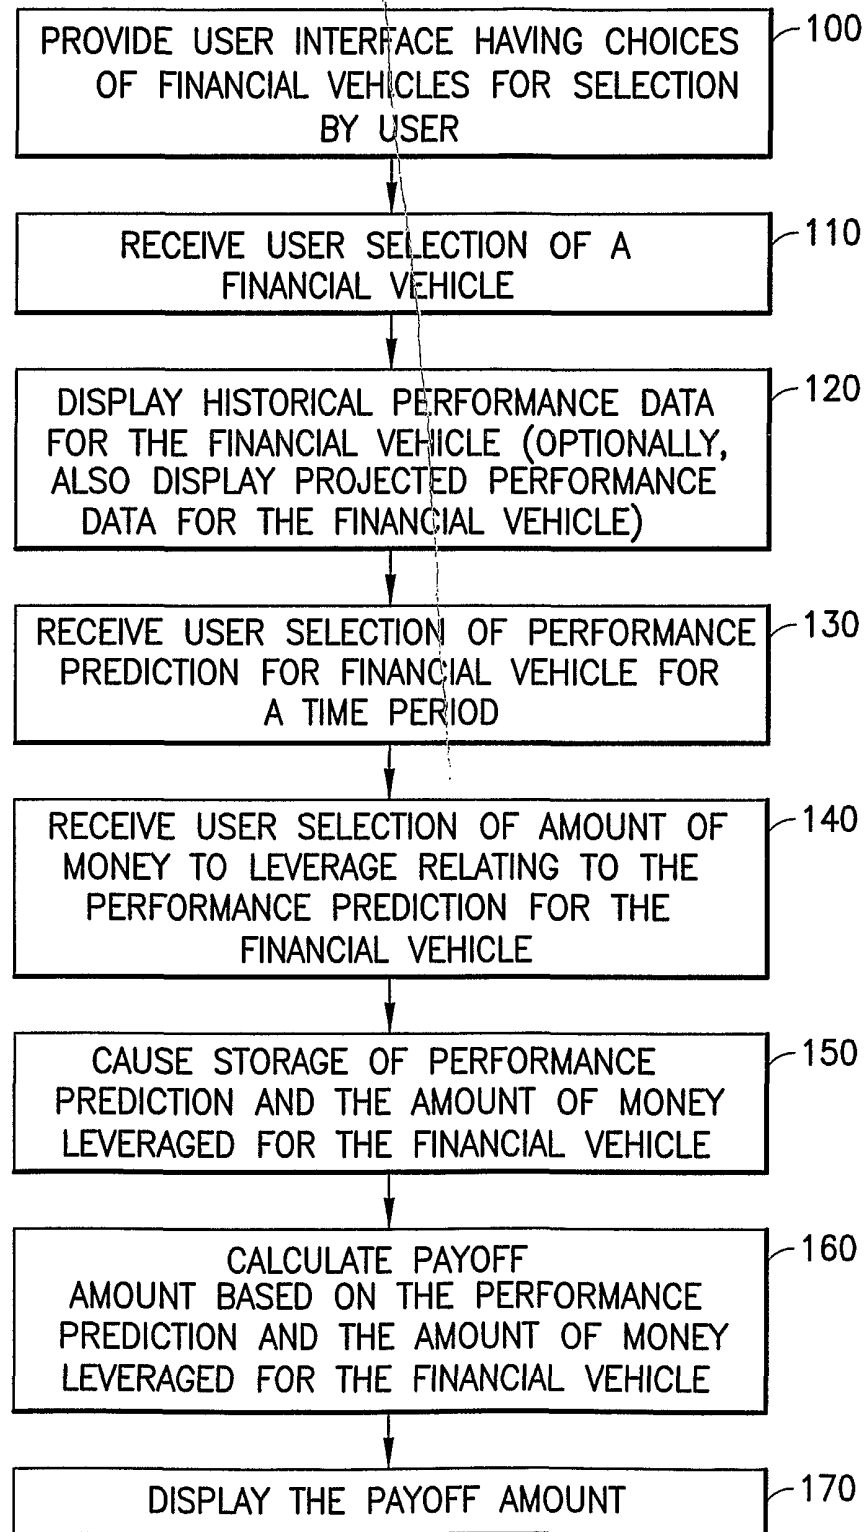 PROVIDE USER INTERFACE HAVING CHOICES
OF FINANCIAL VEHICLES FOR SELECTION
BY USER
100
RECEIVE USER SELECTION OF A
FINANCIAL VEHICLE
110
DISPLAY HISTORICAL PERFORMANCE DATA
FOR THE FINANCIAL VEHICLE (OPTIONALLY,
ALSO DISPLAY PROJECTED PERFORMANCE
DATA FOR THE FINANCIAL VEHICLE)
120
RECEIVE USER SELECTION OF PERFORMANCE
PREDICTION FOR FINANCIAL VEHICLE FOR
A TIME PERIOD
130
RECEIVE USER SELECTION OF AMOUNT OF
MONEY TO LEVERAGE RELATING TO THE
PERFORMANCE PREDICTION FOR THE
FINANCIAL VEHICLE
140
CAUSE STORAGE OF PERFORMANCE
PREDICTION AND THE AMOUNT OF MONEY
LEVERAGED FOR THE FINANCIAL VEHICLE
150
CALCULATE PAYOFF
AMOUNT BASED ON THE PERFORMANCE
PREDICTION AND THE AMOUNT OF MONEY
LEVERAGED FOR THE FINANCIAL VEHICLE
160
DISPLAY THE PAYOFF AMOUNT
170